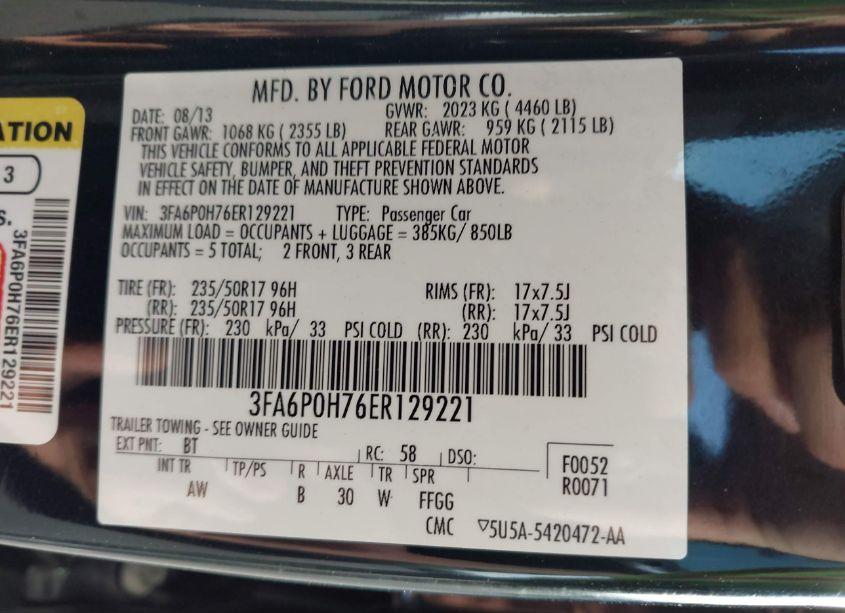 MFD. BY FORD MOTOR CO.
DATE: 08/13 GVWR: 2023 KG ( 4460 LB)
FRONT GAWR: 1068 KG ( 2355 LB) REAR GAWR: 959 KG ( 2115 LB)
THIS VEHICLE CONFORMS TO ALL APPLICABLE FEDERAL MOTOR
VEHICLE SAFETY, BUMPER, AND THEFT PREVENTION STANDARDS
IN EFFECT ON THE DATE OF MANUFACTURE SHOWN ABOVE.
VIN: 3FA6P0H76ER129221 TYPE: Passenger Car
MAXIMUM LOAD = OCCUPANTS + LUGGAGE = 385KG/ 850LB
OCCUPANTS = 5 TOTAL; 2 FRONT, 3 REAR
TIRE (FR): 235/50R17 96H RIMS (FR): 17x7.5J
(RR): 235/50R17 96H (RR): 17x7.5J
PRESSURE (FR): 230 kPa/ 33 PSI COLD (RR): 230 kPa/ 33 PSI COLD
3FA6P0H76ER129221
TRAILER TOWING - SEE OWNER GUIDE
EXT PNT: BT RC: 58 DSO:
F0052
R0071
INT TR TP/PS R AXLE TR SPR
AW B 30 W FFGG
CMC ▽5U5A-5420472-AA
ATION
3
S.
3FA6P0H76ER129221